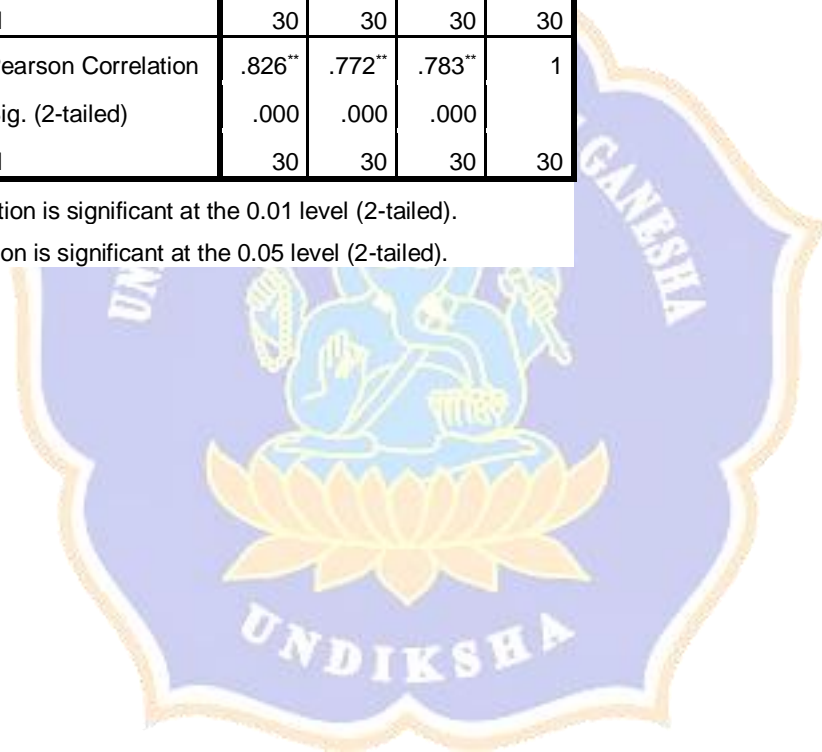 30 30 30 30
earson Correlation .826** .772** .783** 1
ig. (2-tailed) .000 .000 .000
30 30 30 30
tion is significant at the 0.01 level (2-tailed).
on is significant at the 0.05 level (2-tailed).
GANESHA
UN
UNDIKSHA